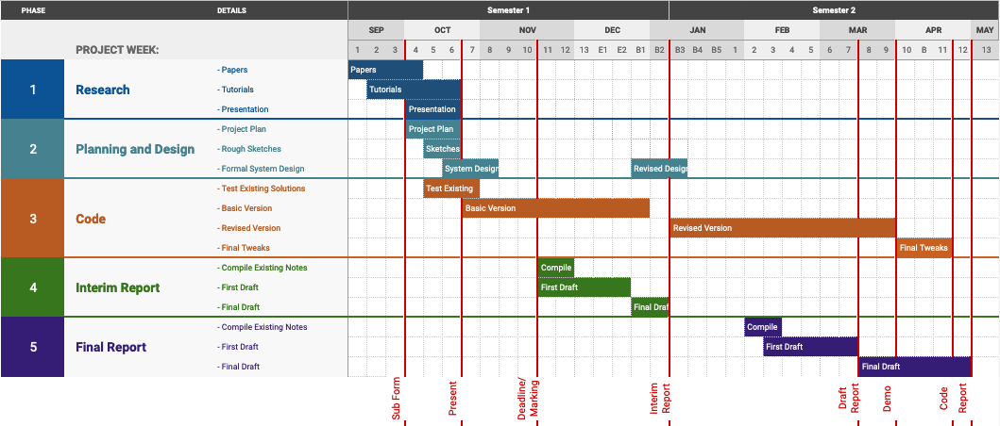 PHASE DETAILS Semester 1 Semester 2
SEP OCT NOV DEC JAN FEB MAR APR MAY
PROJECT WEEK: 1 2 3 4 5 6 7 8 9 10 11 12 13 E1 E2 B1 B2 B3 B4 B5 1 2 3 4 5 6 7 8 9 10 B 11 12 13
- Papers Papers
1 Research - Tutorials Tutorials
- Presentation Presentation
- Project Plan Project Plan
2 Planning and Design - Rough Sketches Sketches
- Formal System Design System Design Revised Design
- Test Existing Solutions Test Existing
- Basic Version Basic Version
3 Code
- Revised Version Revised Version
- Final Tweaks Final Tweaks
- Compile Existing Notes Compile
4 Interim Report - First Draft First Draft
- Final Draft Final Draf
- Compile Existing Notes Compile
5 Final Report - First Draft First Draft
- Final Draft Final Draft
Sub Form
Present
Deadline/
Marking
Interim
Report
Draft
Report
Demo
Code
Report